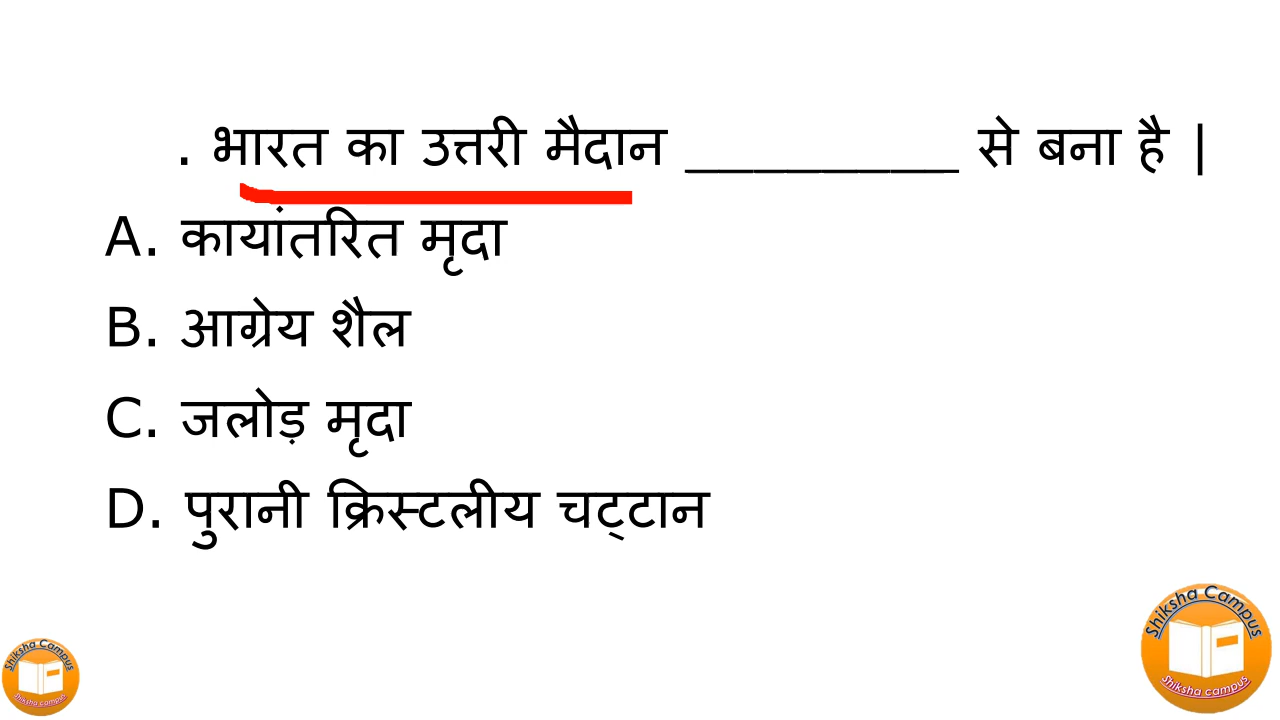 . भारत का उत्तरी मैदान __________ से बना है |
A. कायांतरित मृदा
B. आग्रेय शैल
C. जलोड़ मृदा
D. पुरानी क्रिस्टलीय चट्टान
Shiksha Campus
Shiksha campus
Shiksha Campus
Shiksha campus